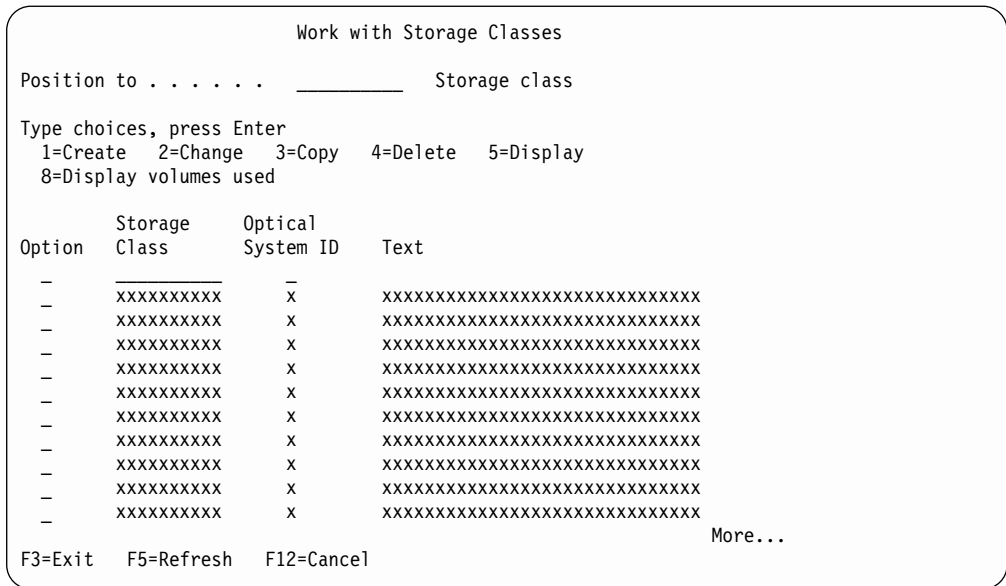 Work with Storage Classes
Position to . . . . . . __________ Storage class
Type choices, press Enter
1=Create 2=Change 3=Copy 4=Delete 5=Display
8=Display volumes used
Storage Optical
Option Class System ID Text
_ __________ _
_ xxxxxxxxxx x xxxxxxxxxxxxxxxxxxxxxxxxxxxxxx
_ xxxxxxxxxx x xxxxxxxxxxxxxxxxxxxxxxxxxxxxxx
_ xxxxxxxxxx x xxxxxxxxxxxxxxxxxxxxxxxxxxxxxx
_ xxxxxxxxxx x xxxxxxxxxxxxxxxxxxxxxxxxxxxxxx
_ xxxxxxxxxx x xxxxxxxxxxxxxxxxxxxxxxxxxxxxxx
_ xxxxxxxxxx x xxxxxxxxxxxxxxxxxxxxxxxxxxxxxx
_ xxxxxxxxxx x xxxxxxxxxxxxxxxxxxxxxxxxxxxxxx
_ xxxxxxxxxx x xxxxxxxxxxxxxxxxxxxxxxxxxxxxxx
_ xxxxxxxxxx x xxxxxxxxxxxxxxxxxxxxxxxxxxxxxx
_ xxxxxxxxxx x xxxxxxxxxxxxxxxxxxxxxxxxxxxxxx
More...
F3=Exit F5=Refresh F12=Cancel